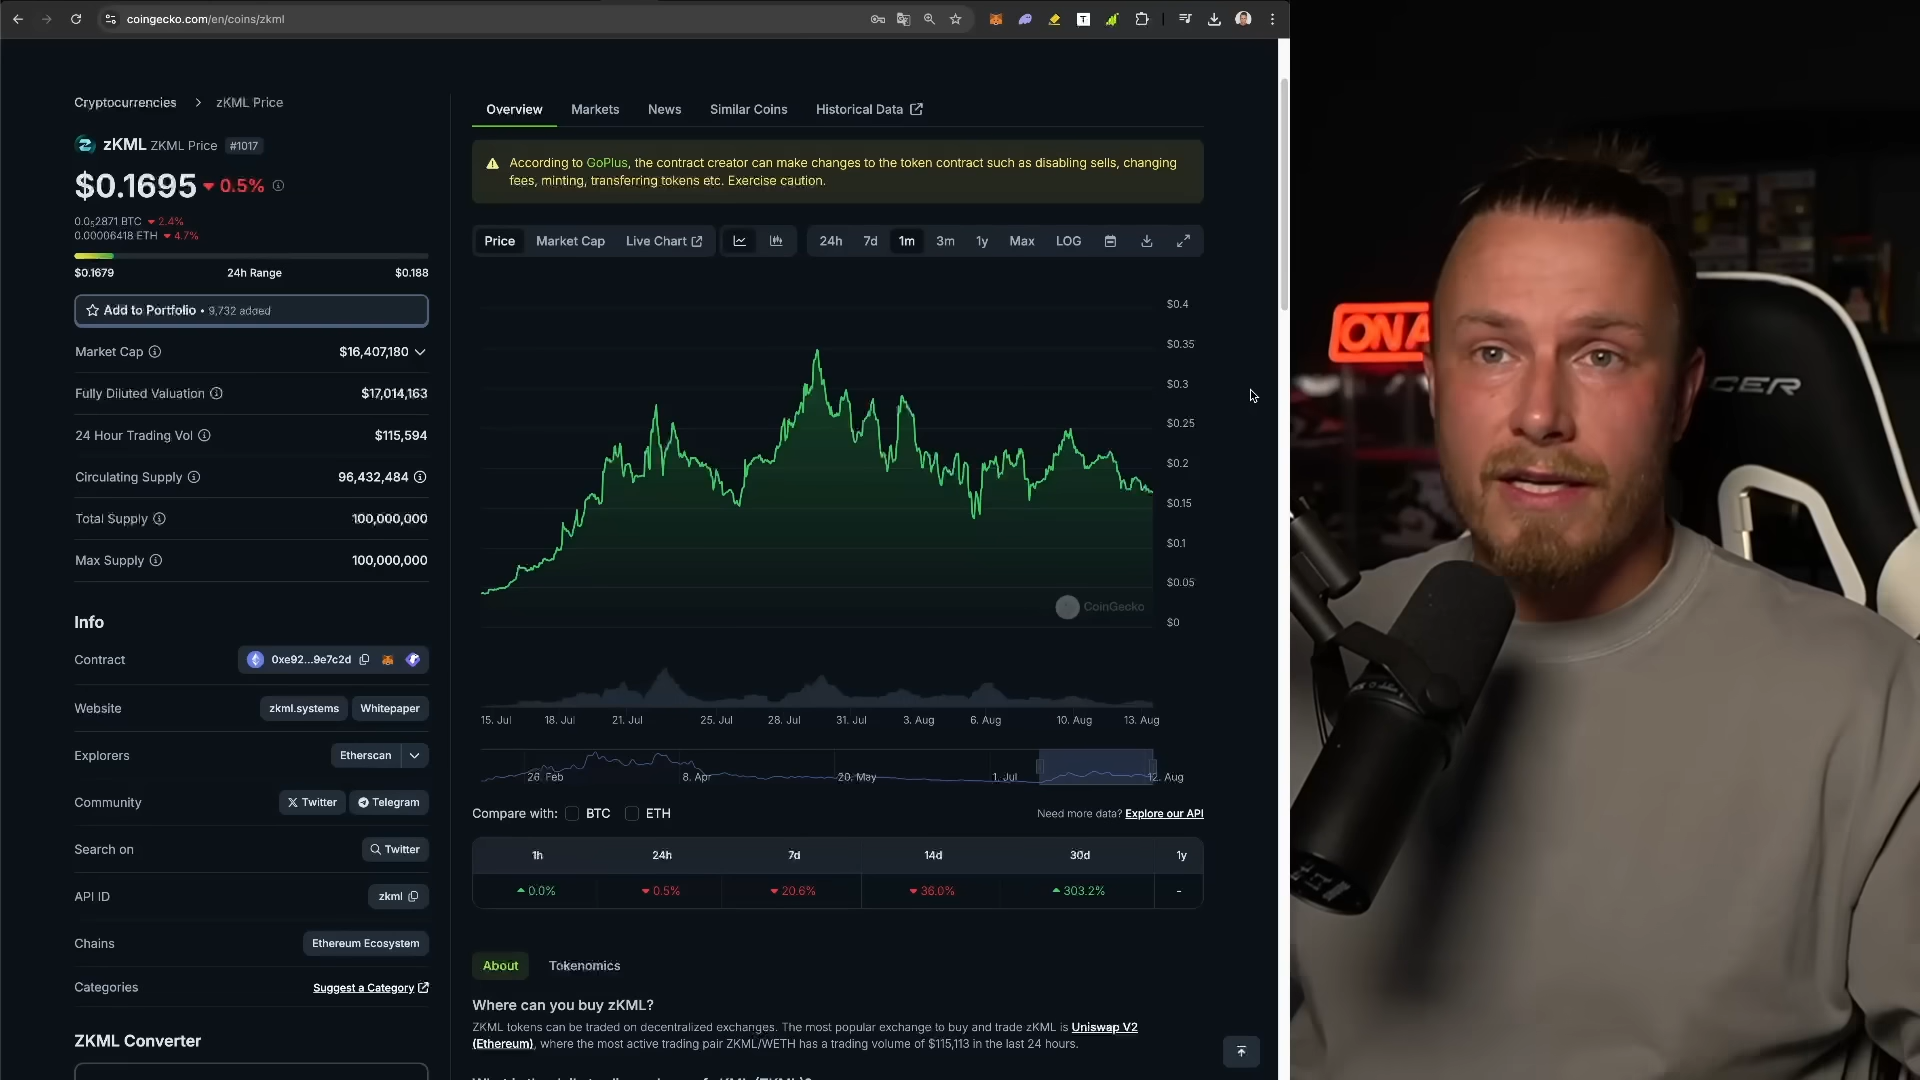 coingecko.com/en/coins/zkml
Cryptocurrencies > zKML Price
zKML ZKML Price #1017
$0.1695 0.5%
0.0₅2871 BTC 2.4%
0.00006418 ETH 4.7%
$0.1679 24h Range $0.188
Add to Portfolio • 9,732 added
Market Cap $16,407,180
Fully Diluted Valuation $17,014,163
24 Hour Trading Vol $115,594
Circulating Supply 96,432,484
Total Supply 100,000,000
Max Supply 100,000,000
Info
Contract 0xe92...9e7c2d
Website zkml.systems Whitepaper
Explorers Etherscan
Community Twitter Telegram
Search on Twitter
API ID zkml
Chains Ethereum Ecosystem
Categories Suggest a Category
ZKML Converter
Overview Markets News Similar Coins Historical Data
According to GoPlus, the contract creator can make changes to the token contract such as disabling sells, changing
fees, minting, transferring tokens etc. Exercise caution.
Price Market Cap Live Chart 24h 7d 1m 3m 1y Max LOG
$0.4
$0.35
$0.3
$0.25
$0.2
$0.15
$0.1
$0.05
$0
CoinGecko
15. Jul 18. Jul 21. Jul 25. Jul 28. Jul 31. Jul 3. Aug 6. Aug 10. Aug 13. Aug
26. Feb 8. Apr 20. May 1. Jul 12. Aug
Compare with: BTC ETH Need more data? Explore our API
1h 24h 7d 14d 30d 1y
0.0% 0.5% 20.6% 36.0% 303.2% -
About Tokenomics
Where can you buy zKML?
ZKML tokens can be traded on decentralized exchanges. The most popular exchange to buy and trade zKML is Uniswap V2
(Ethereum), where the most active trading pair ZKML/WETH has a trading volume of $115,113 in the last 24 hours.
ON A
CER